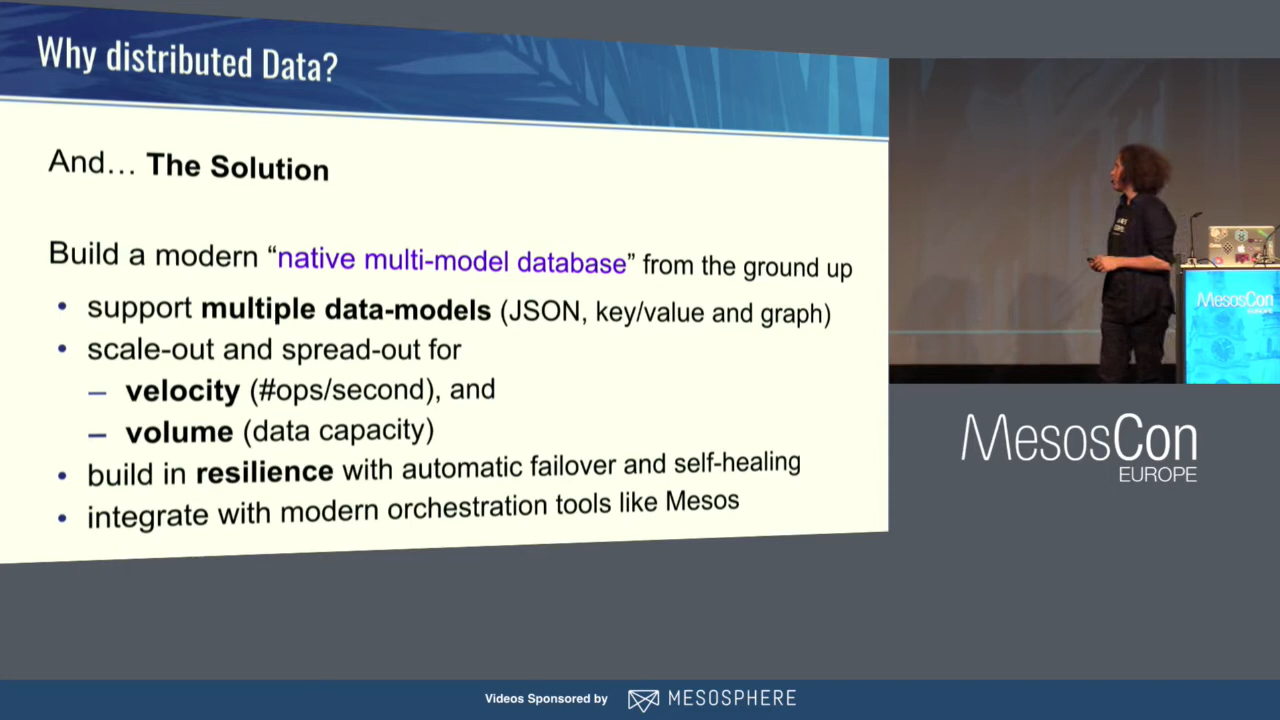 Why distributed Data?
And… The Solution
Build a modern “native multi-model database” from the ground up
• support multiple data-models (JSON, key/value and graph)
• scale-out and spread-out for
– velocity (#ops/second), and
– volume (data capacity)
• build in resilience with automatic failover and self-healing
• integrate with modern orchestration tools like Mesos
MesosCon
EUROPE
MesosCon
EUROPE
Videos Sponsored by MESOSPHERE